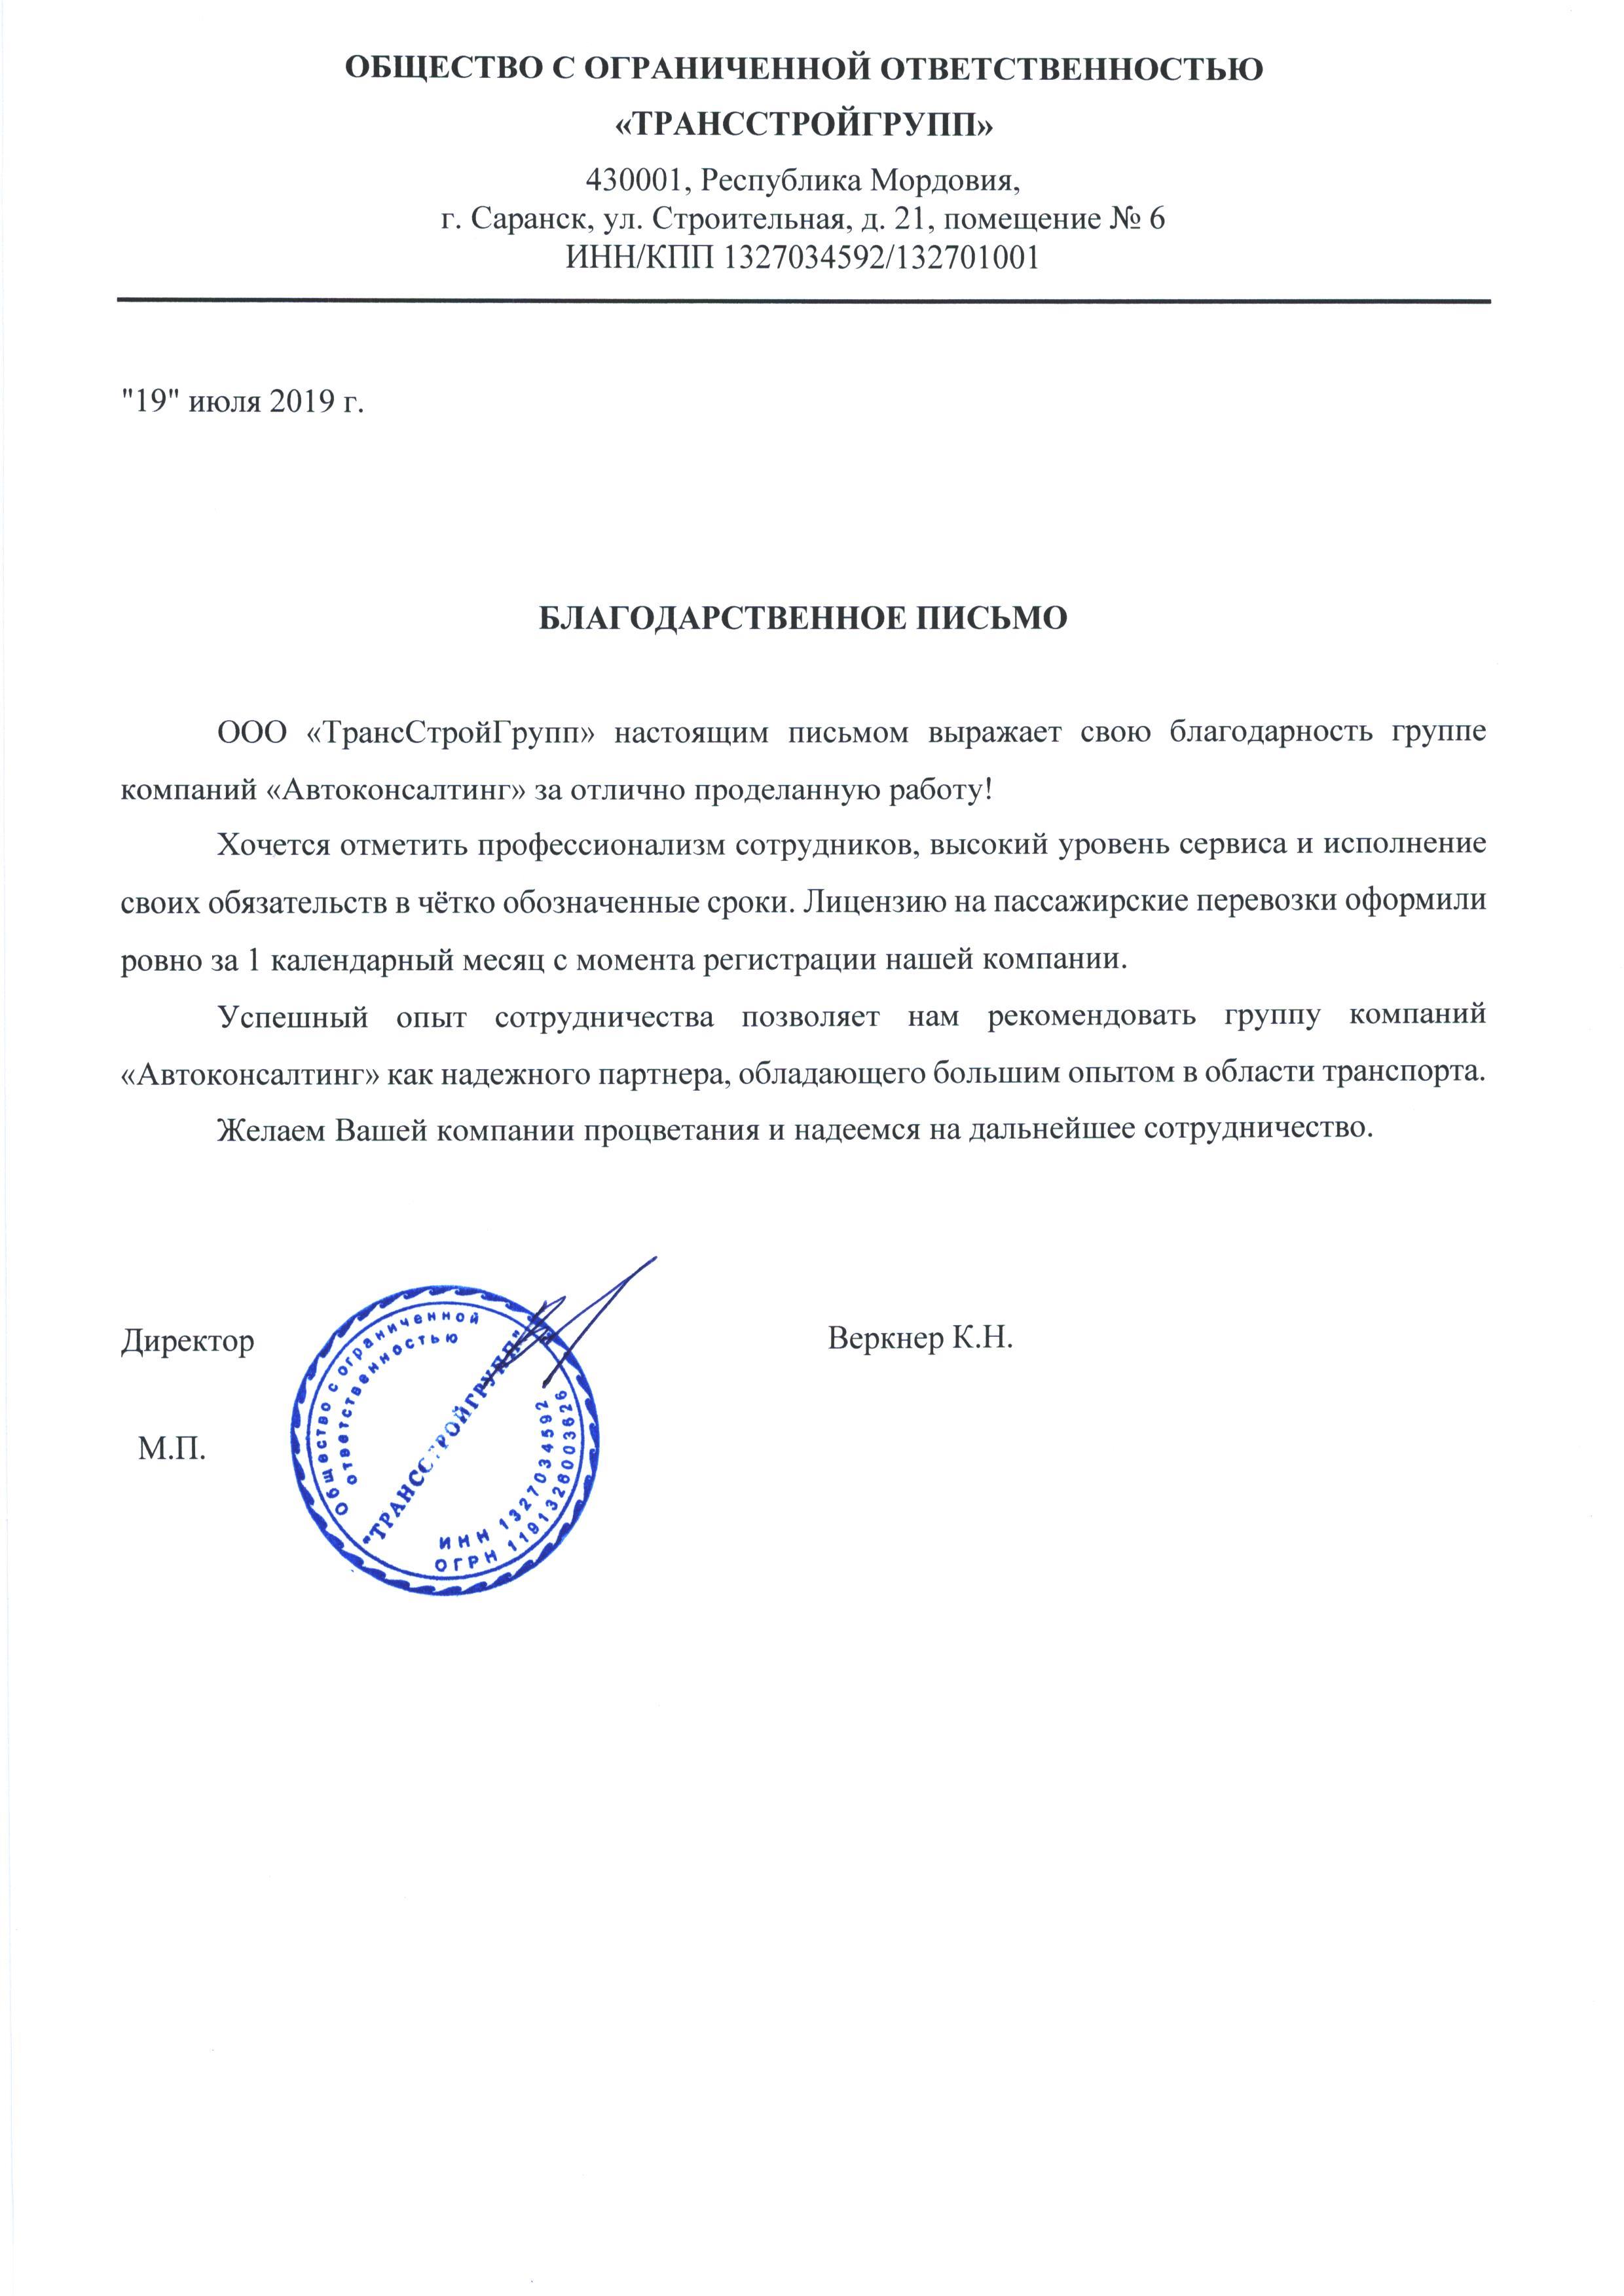 ОБЩЕСТВО С ОГРАНИЧЕННОЙ ОТВЕТСТВЕННОСТЬЮ
«ТРАНССТРОЙГРУПП»
430001, Республика Мордовия,
г. Саранск, ул. Строительная, д. 21, помещение № 6
ИНН/КПП 1327034592/132701001
"19" июля 2019 г.
БЛАГОДАРСТВЕННОЕ ПИСЬМО
ООО «ТрансСтройГрупп» настоящим письмом выражает свою благодарность группе
компаний «Автоконсалтинг» за отлично проделанную работу!
Хочется отметить профессионализм сотрудников, высокий уровень сервиса и исполнение
своих обязательств в чётко обозначенные сроки. Лицензию на пассажирские перевозки оформили
ровно за 1 календарный месяц с момента регистрации нашей компании.
Успешный опыт сотрудничества позволяет нам рекомендовать группу компаний
«Автоконсалтинг» как надежного партнера, обладающего большим опытом в области транспорта.
Желаем Вашей компании процветания и надеемся на дальнейшее сотрудничество.
Директор
Веркнер К.Н.
М.П.
Общество с ограниченной
ответственностью
"ТРАНССТРОЙГРУПП"
ИНН 1327034592
ОГРН 1191326003626